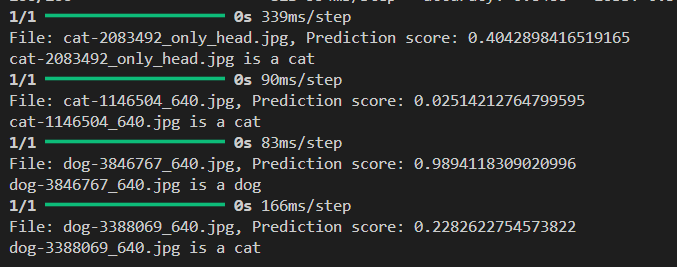 1/1 ━━━━━━━━━━━━━━━━━━━━ 0s 339ms/step
File: cat-2083492_only_head.jpg, Prediction score: 0.4042898416519165
cat-2083492_only_head.jpg is a cat
1/1 ━━━━━━━━━━━━━━━━━━━━ 0s 90ms/step
File: cat-1146504_640.jpg, Prediction score: 0.02514212764799595
cat-1146504_640.jpg is a cat
1/1 ━━━━━━━━━━━━━━━━━━━━ 0s 83ms/step
File: dog-3846767_640.jpg, Prediction score: 0.9894118309020996
dog-3846767_640.jpg is a dog
1/1 ━━━━━━━━━━━━━━━━━━━━ 0s 166ms/step
File: dog-3388069_640.jpg, Prediction score: 0.2282622754573822
dog-3388069_640.jpg is a cat